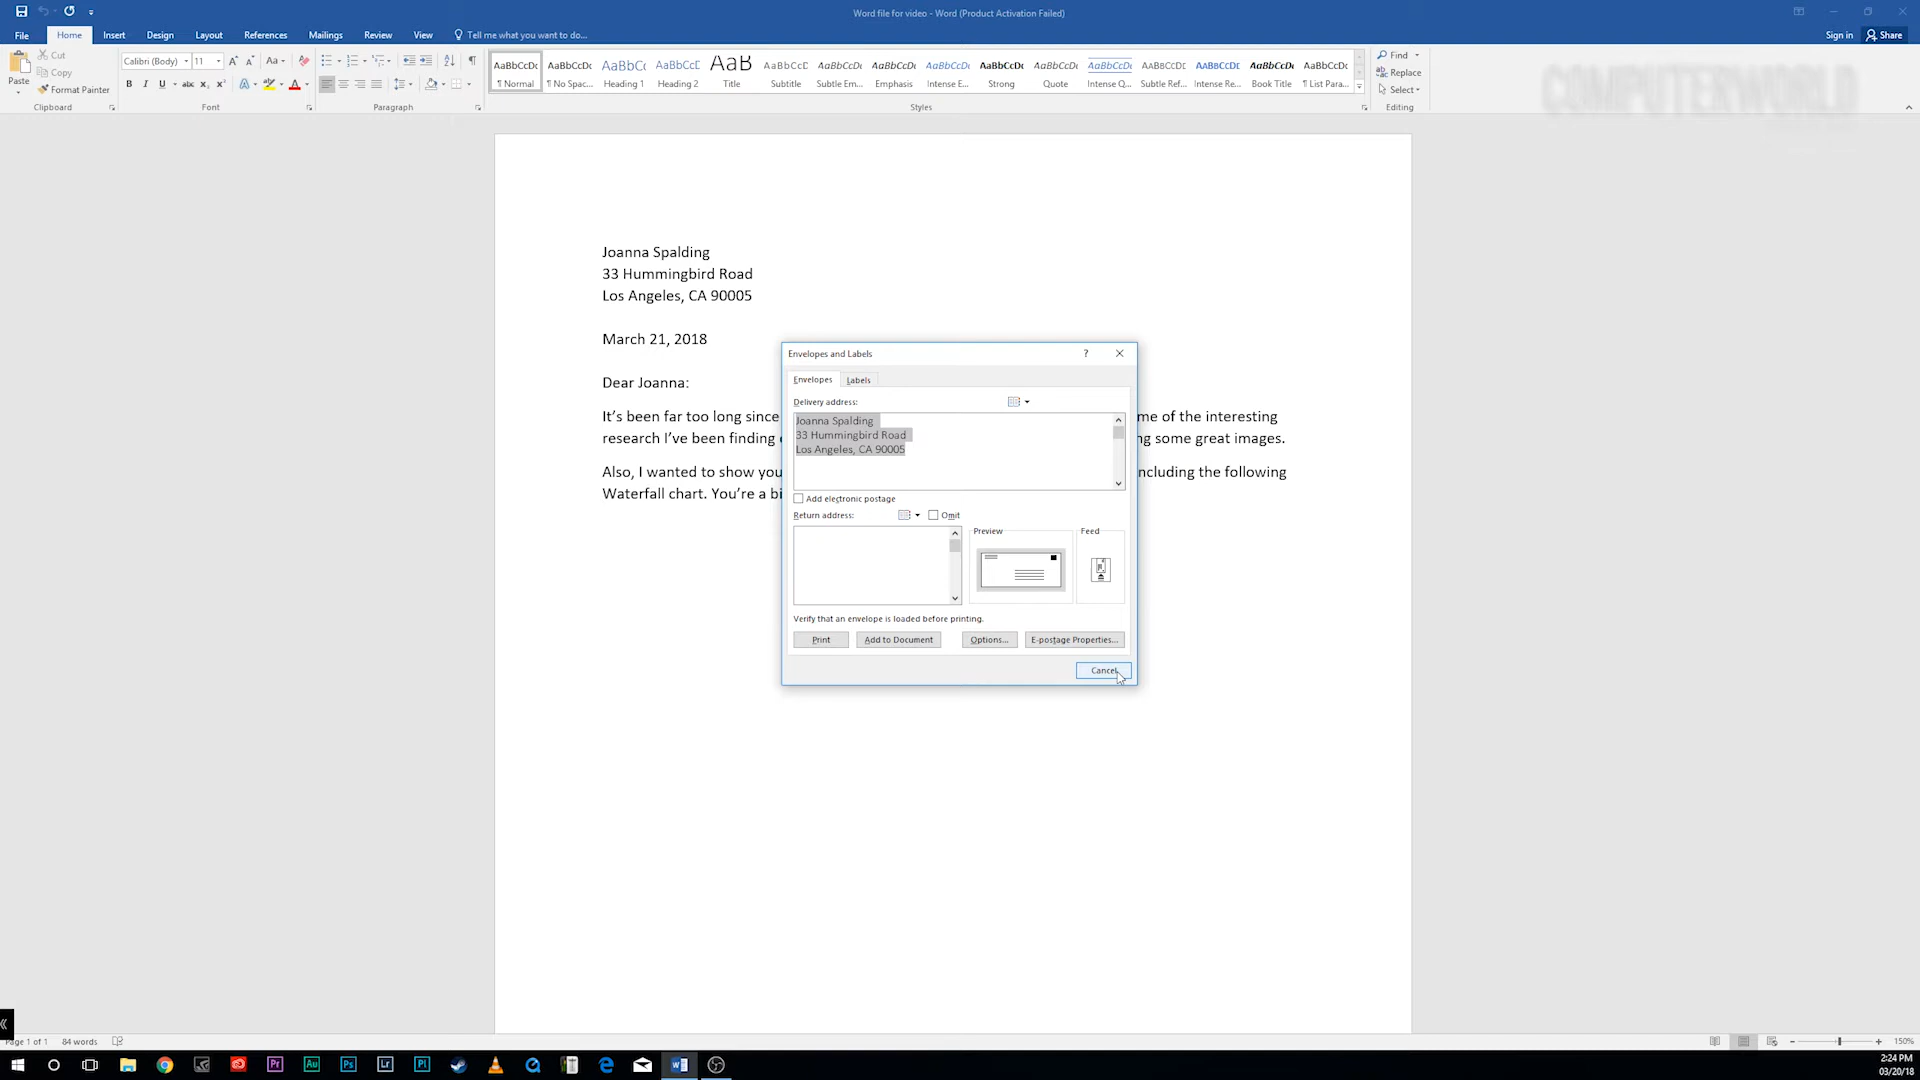 Word file for video - Word (Product Activation Failed)
File Home Insert Design Layout References Mailings Review View Tell me what you want to do... Sign in Share
Cut
Copy
Paste
Format Painter
Clipboard
Calibri (Body) 11
Font
Paragraph
AaBbCcDc AaBbCcDc AaBbC( AaBbCcE AaB AaBbCcD AaBbCcDc AaBbCcDc AaBbCcDc AaBbCcDc AaBbCcDc AaBbCcDc AaBbCcDc AaBbCcDc AaBbCcDc AaBbCcDc
¶ Normal ¶ No Spac... Heading 1 Heading 2 Title Subtitle Subtle Em... Emphasis Intense E... Strong Quote Intense Q... Subtle Ref... Intense Re... Book Title ¶ List Para...
Styles
Find
Replace
Select
Editing
COMPUTERWORLD
Joanna Spalding
33 Hummingbird Road
Los Angeles, CA 90005
March 21, 2018
Dear Joanna:
It's been far too long since me of the interesting
research I've been finding ng some great images.
Also, I wanted to show you ncluding the following
Waterfall chart. You're a bi
Envelopes and Labels
?
Envelopes Labels
Delivery address:
Joanna Spalding
33 Hummingbird Road
Los Angeles, CA 90005
Add electronic postage
Return address: Omit
Preview Feed
Verify that an envelope is loaded before printing.
Print Add to Document Options... E-postage Properties...
Cancel
Page 1 of 1 84 words 150%
Pr Au Ps Lr Pl
2:24 PM
03/20/18